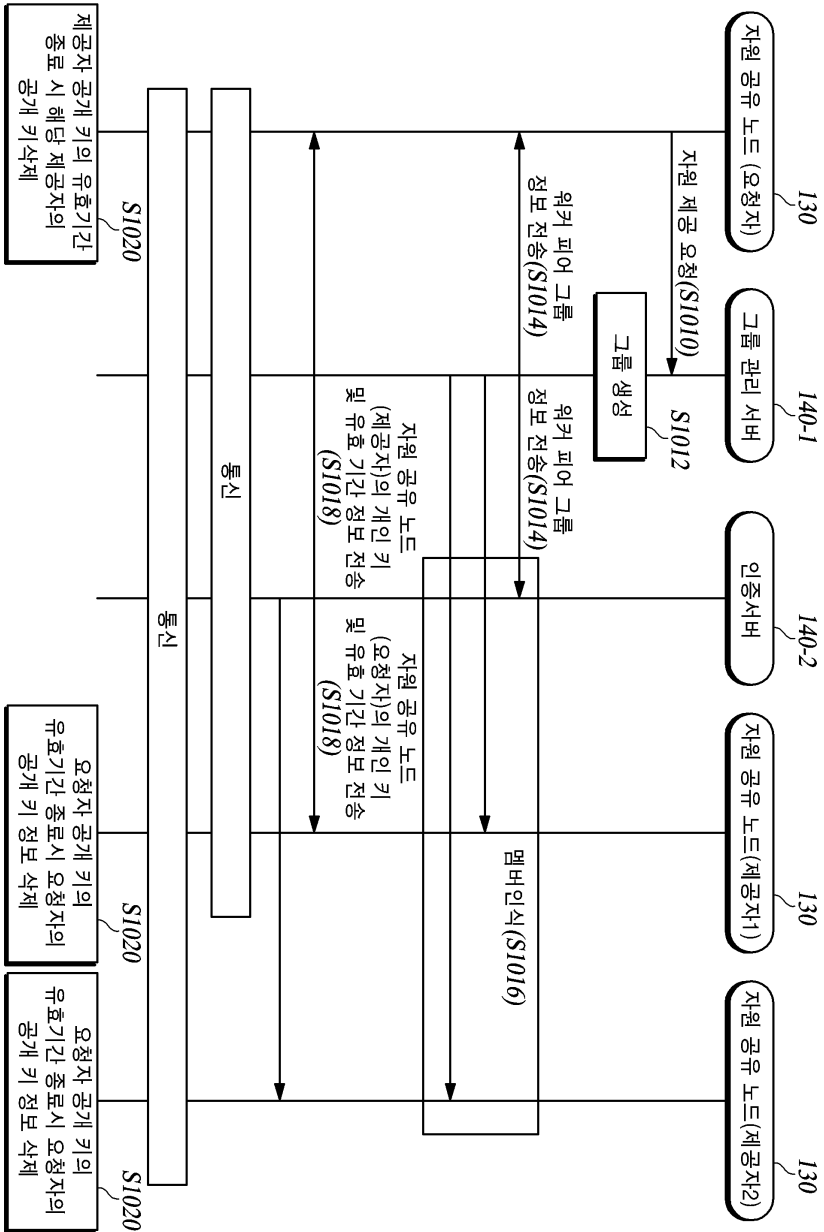 130
자원 공유 노드 (요청자)
140-1
그룹 관리 서버
140-2
인증서버
130
자원 공유 노드(제공자1)
130
자원 공유 노드(제공자2)
자원 제공 요청(S1010)
S1012
그룹 생성
워커 피어 그룹
정보 전송(S1014)
워커 피어 그룹
정보 전송(S1014)
멤버인식(S1016)
자원 공유 노드
(제공자)의 개인 키
및 유효 기간 정보 전송
(S1018)
자원 공유 노드
(요청자)의 개인 키
및 유효 기간 정보 전송
(S1018)
통신
통신
S1020
제공자 공개 키의 유효기간
종료 시 해당 제공자의
공개 키삭제
S1020
요청자 공개 키의
유효기간 종료시 요청자의
공개 키 정보 삭제
S1020
요청자 공개 키의
유효기간 종료시 요청자의
공개 키 정보 삭제